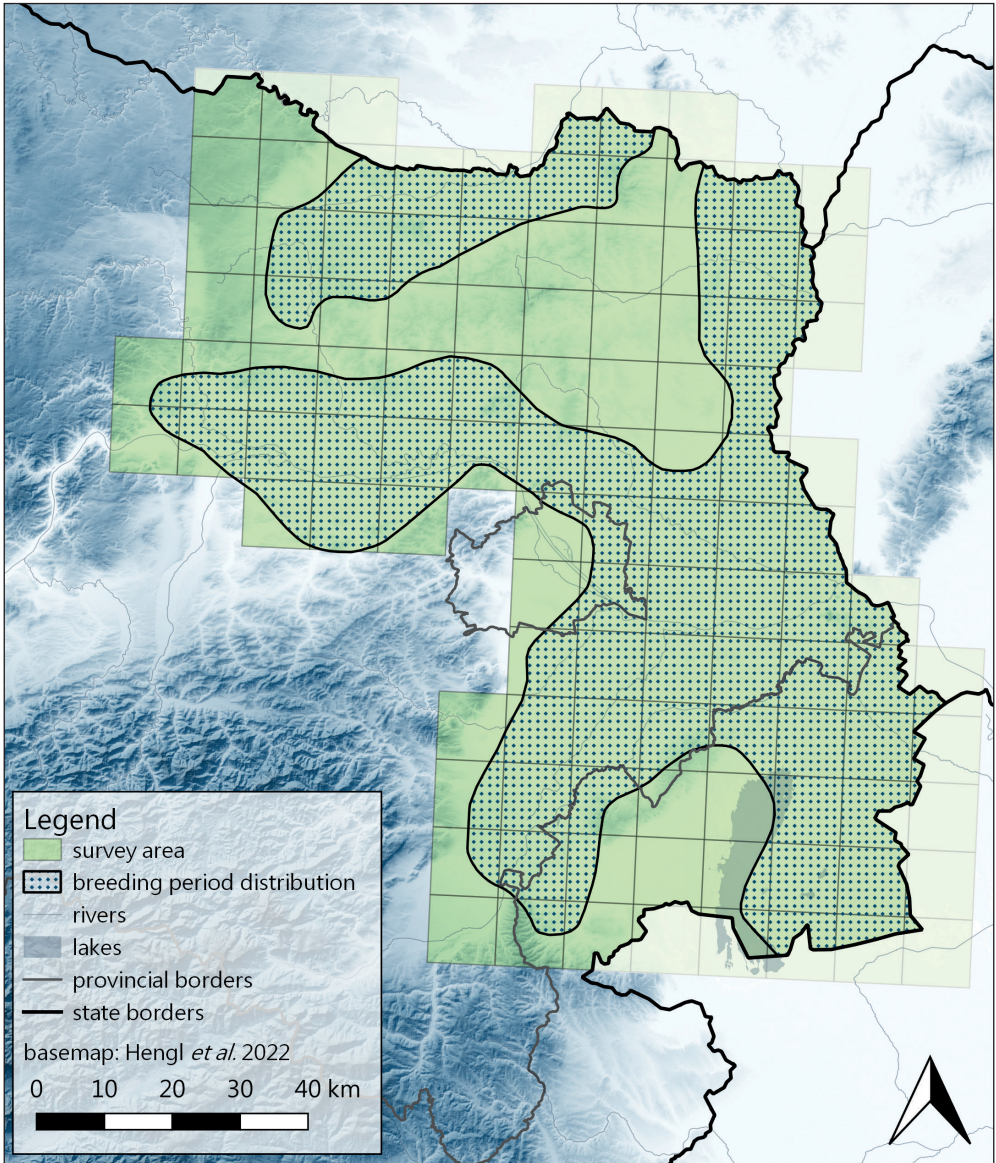 Legend
survey area
breeding period distribution
rivers
lakes
provincial borders
state borders
basemap: Hengl et al. 2022
0 10 20 30 40 km